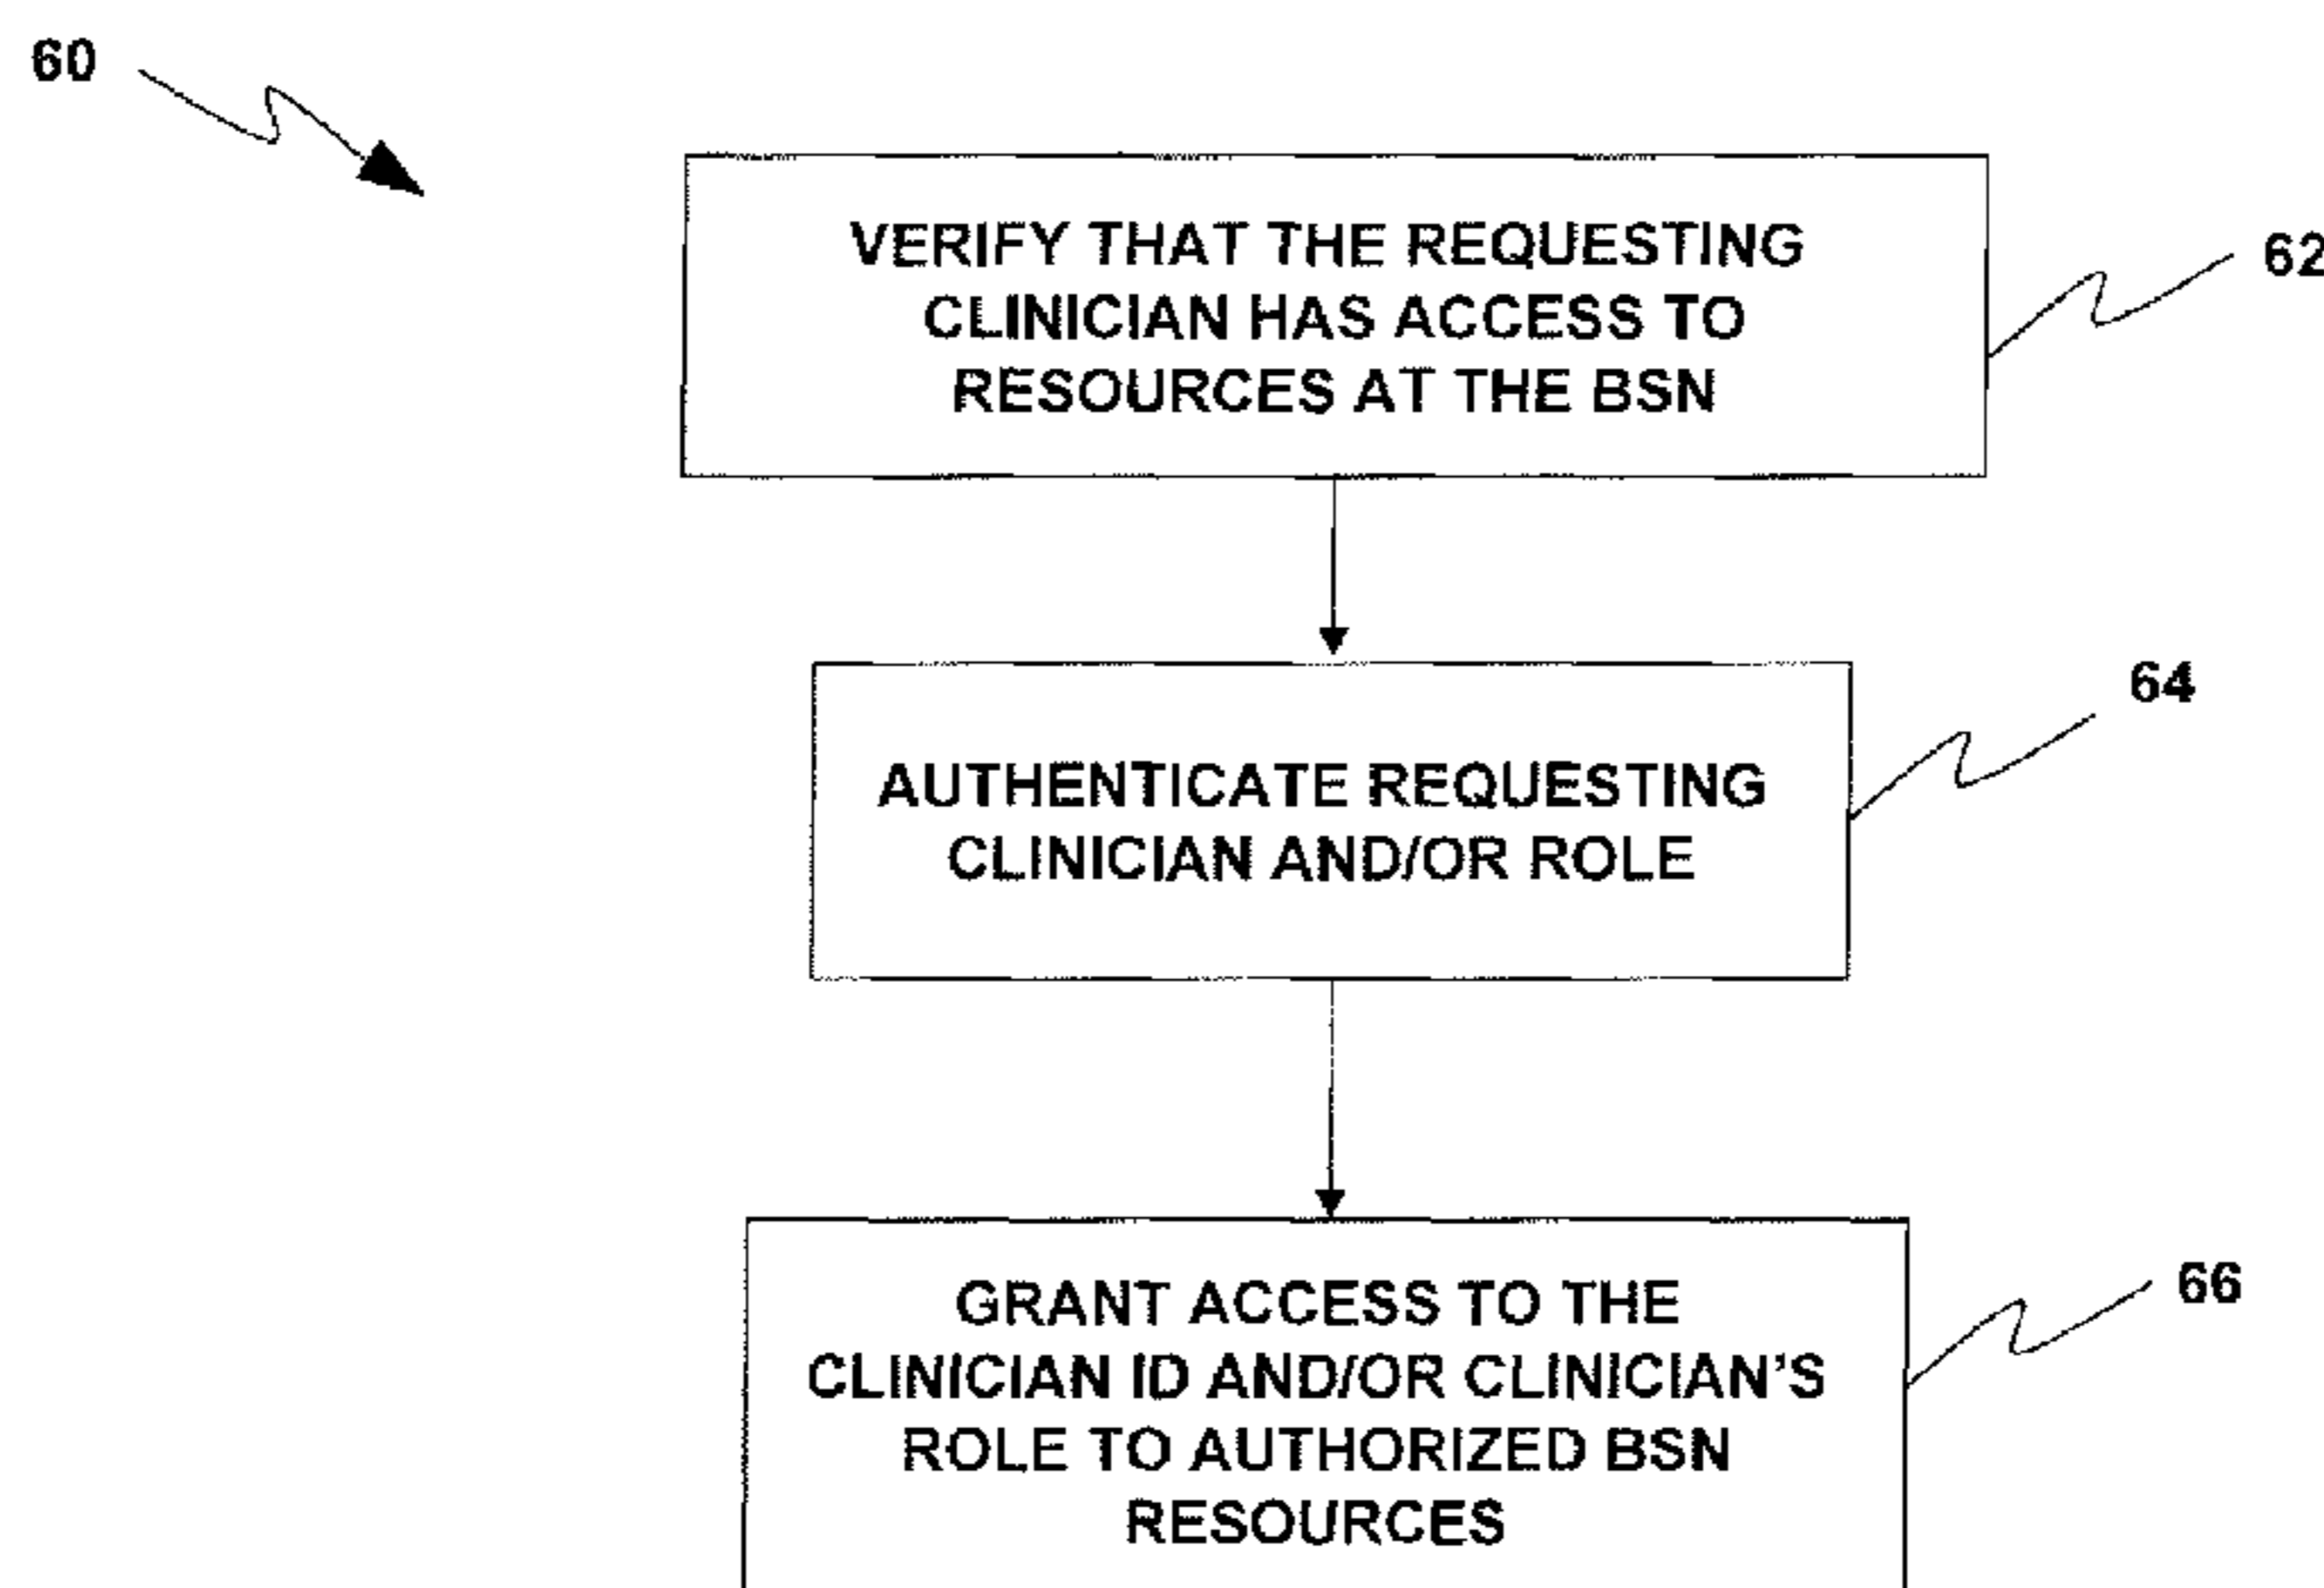 60
VERIFY THAT THE REQUESTING
CLINICIAN HAS ACCESS TO
RESOURCES AT THE BSN
62
AUTHENTICATE REQUESTING
CLINICIAN AND/OR ROLE
64
GRANT ACCESS TO THE
CLINICIAN ID AND/OR CLINICIAN'S
ROLE TO AUTHORIZED BSN
RESOURCES
66